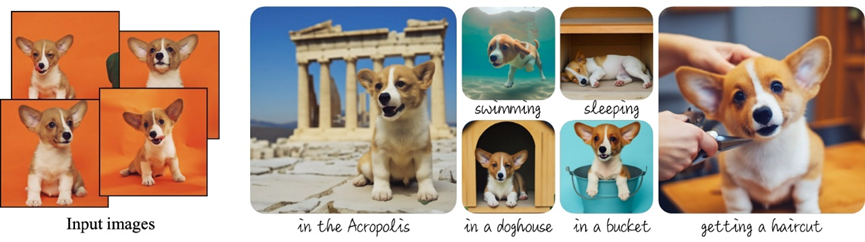 Input images
in the Acropolis
swimming
sleeping
in a doghouse
in a bucket
getting a haircut